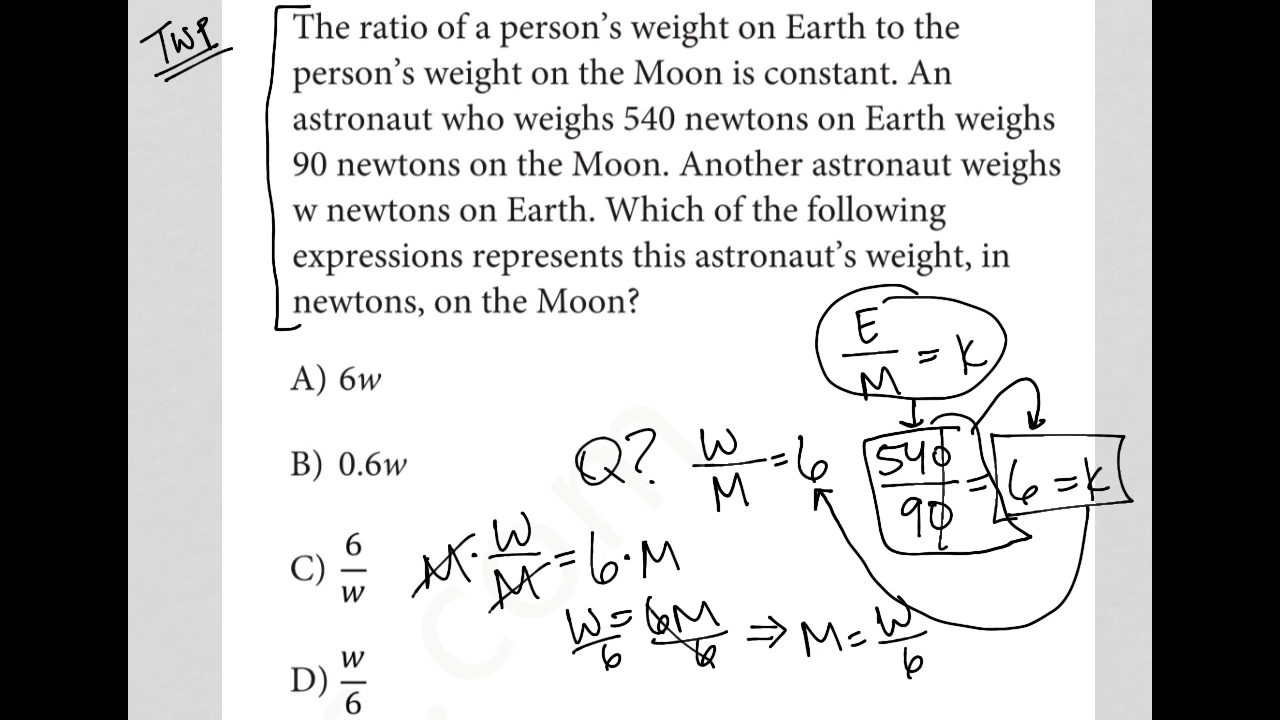 TWP
The ratio of a person's weight on Earth to the
person's weight on the Moon is constant. An
astronaut who weighs 540 newtons on Earth weighs
90 newtons on the Moon. Another astronaut weighs
w newtons on Earth. Which of the following
expressions represents this astronaut's weight, in
newtons, on the Moon?
E/M = K
A) 6w
540/90 = 6 = K
Q? W/M = 6
B) 0.6w
M · W/M = 6 · M
C) 6/w
W/6 = 6M/6 ⇒ M = W/6
D) w/6